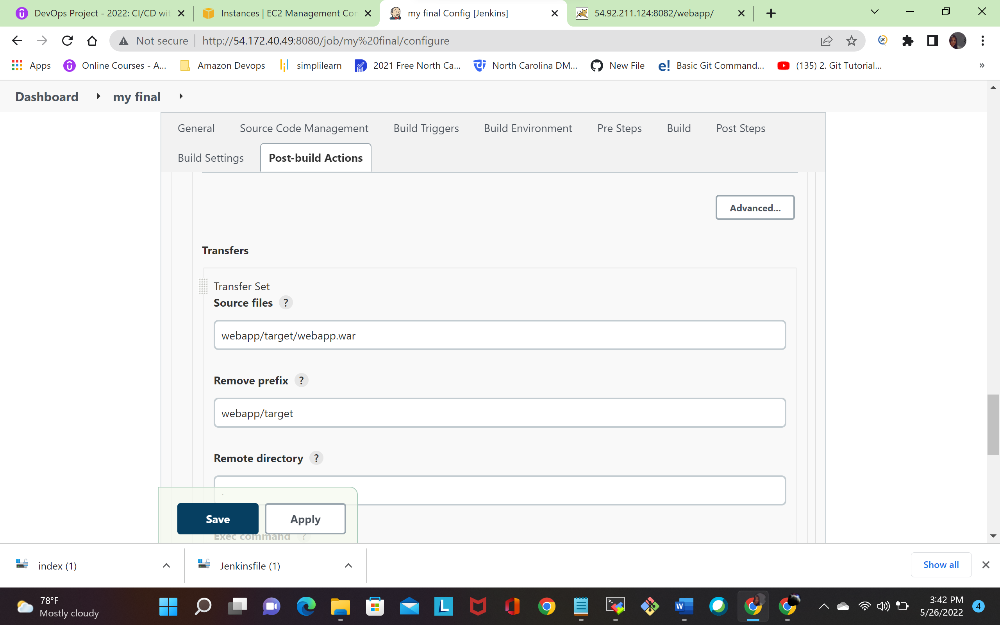 DevOps Project - 2022: CI/CD wit
Instances | EC2 Management Con
my final Config [Jenkins]
54.92.211.124:8082/webapp/
Not secure
http://54.172.40.49:8080/job/my%20final/configure
Apps
Online Courses - A...
Amazon Devops
simplilearn
2021 Free North Ca...
North Carolina DM...
New File
Basic Git Command...
(135) 2. Git Tutorial...
»
Dashboard
my final
General
Source Code Management
Build Triggers
Build Environment
Pre Steps
Build
Post Steps
Build Settings
Post-build Actions
Advanced...
Transfers
Transfer Set
Source files ?
webapp/target/webapp.war
Remove prefix ?
webapp/target
Remote directory ?
.
Save
Apply
Exec command ?
index (1)
Jenkinsfile (1)
Show all
78°F
Mostly cloudy
3:42 PM
5/26/2022
4